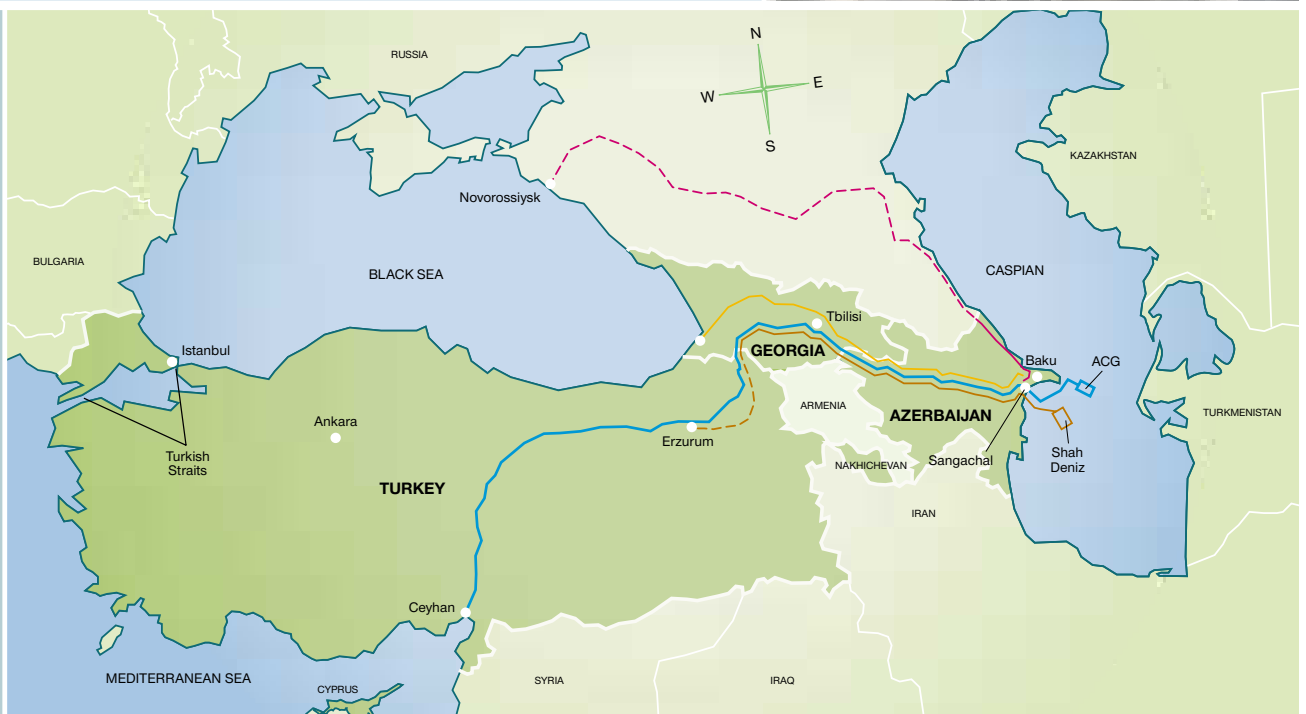 N
RUSSIA
W
E
S
KAZAKHSTAN
Novorossiysk
BULGARIA
BLACK SEA
CASPIAN
Tbilisi
Istanbul
GEORGIA
Baku
ACG
ARMENIA
AZERBAIJAN
TURKMENISTAN
Ankara
Erzurum
Turkish
Straits
NAKHICHEVAN
Sangachal
Shah
Deniz
TURKEY
IRAN
Ceyhan
MEDITERRANEAN SEA
CYPRUS
SYRIA
IRAQ